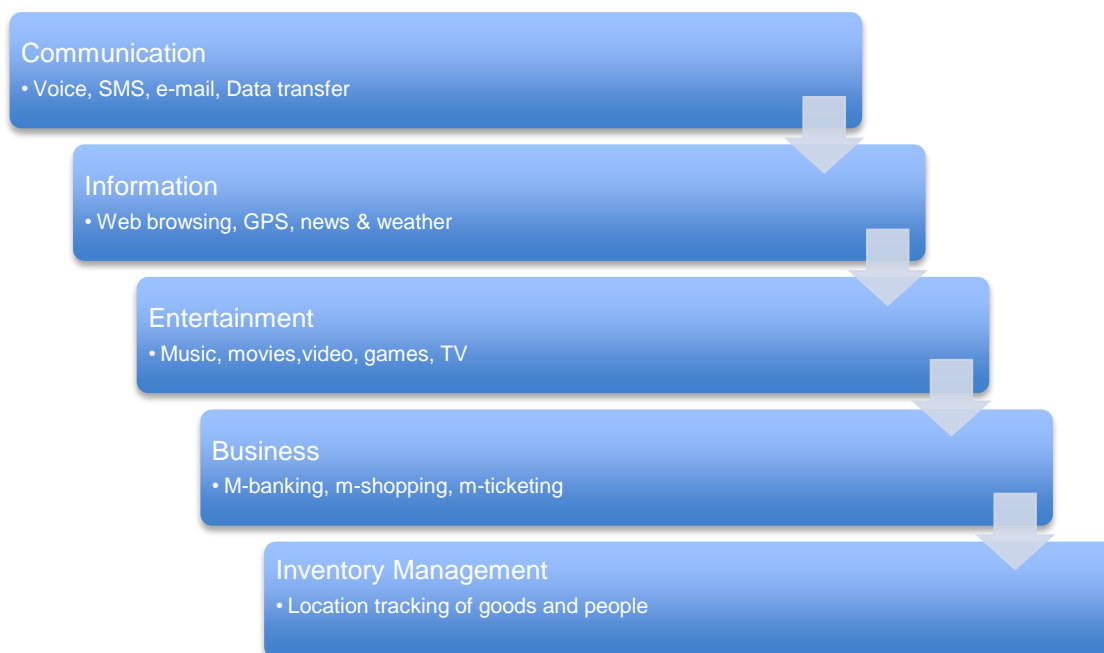 Communication
• Voice, SMS, e-mail, Data transfer
Information
• Web browsing, GPS, news & weather
Entertainment
• Music, movies,video, games, TV
Business
• M-banking, m-shopping, m-ticketing
Inventory Management
• Location tracking of goods and people